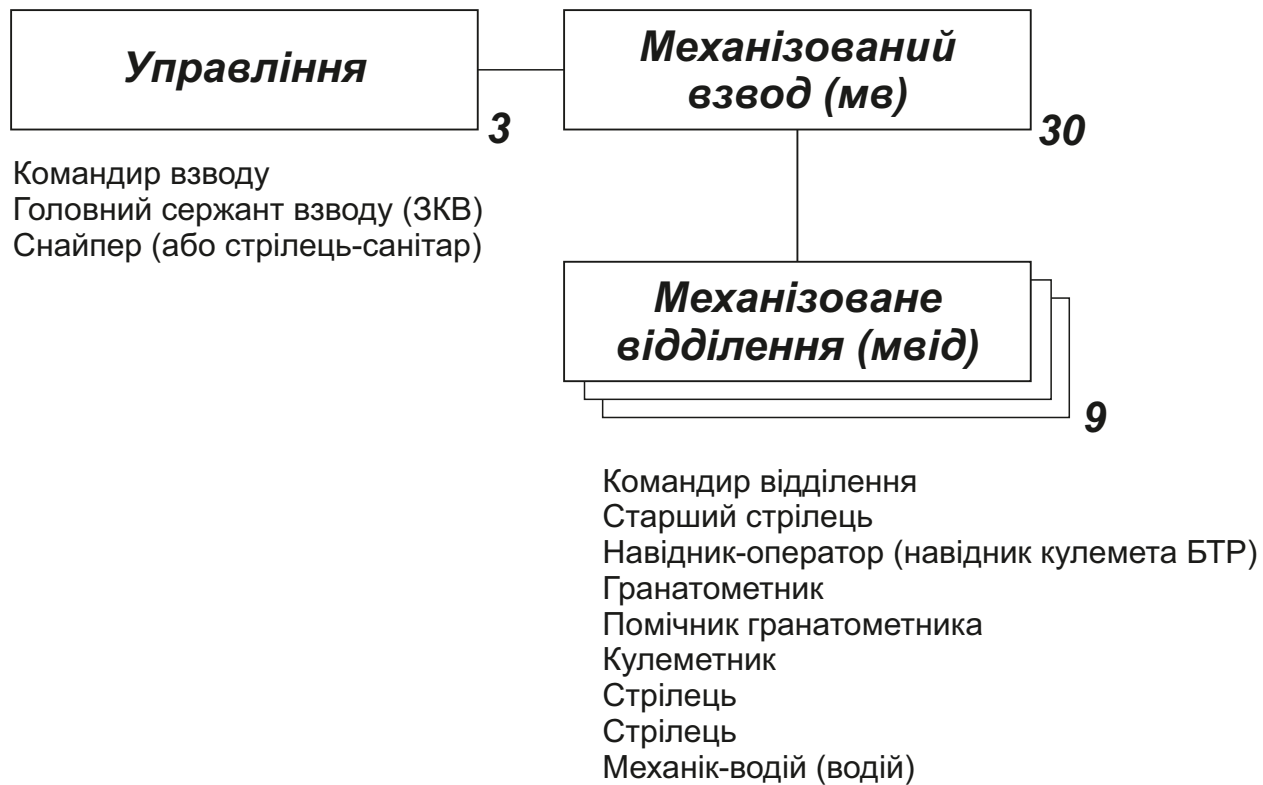 Управління
3
Командир взводу
Головний сержант взводу (ЗКВ)
Снайпер (або стрілець-санітар)
Механізований
взвод (мв)
30
Механізоване
відділення (мвід)
9
Командир відділення
Старший стрілець
Навідник-оператор (навідник кулемета БТР)
Гранатометник
Помічник гранатометника
Кулеметник
Стрілець
Стрілець
Механік-водій (водій)